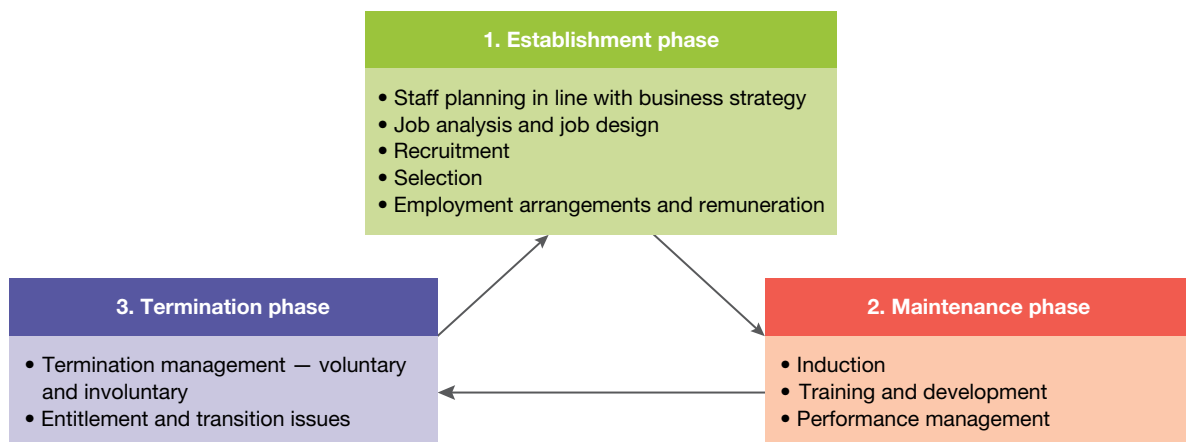 1. Establishment phase
• Staff planning in line with business strategy
• Job analysis and job design
• Recruitment
• Selection
• Employment arrangements and remuneration
3. Termination phase
• Termination management — voluntary
and involuntary
• Entitlement and transition issues
2. Maintenance phase
• Induction
• Training and development
• Performance management